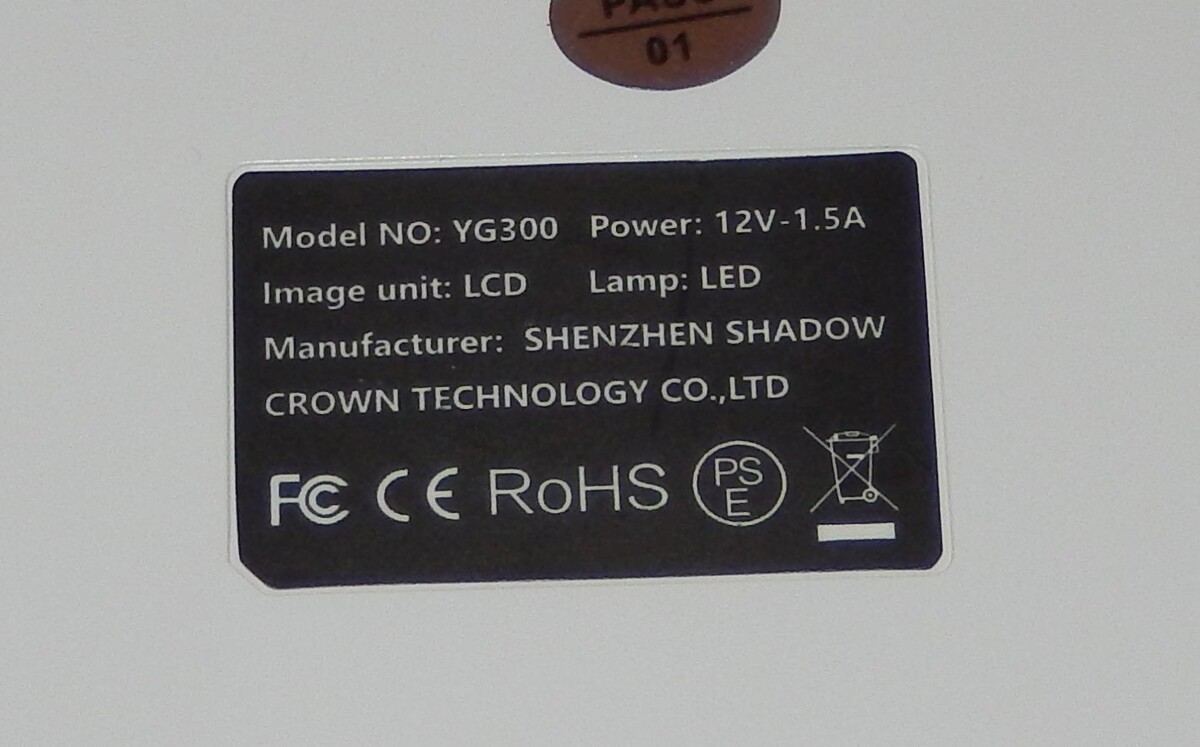 01
Model NO: YG300 Power: 12V-1.5A
Image unit: LCD Lamp: LED
Manufacturer: SHENZHEN SHADOW
CROWN TECHNOLOGY CO.,LTD
FC CE RoHS PS
E